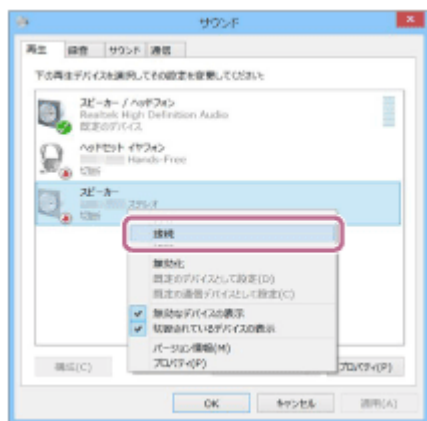 サウンド
再生 録音 サウンド 通信
下の再生デバイスを選択してその設定を変更してください:
スピーカー / ヘッドフォン
Realtek High Definition Audio
既定のデバイス
ヘッドセット イヤフォン
Hands-Free
切断
スピーカー
ステレオ
切断
接続
無効化
既定のデバイスとして設定(D)
既定の通信デバイスとして設定(C)
無効なデバイスの表示
切断されているデバイスの表示
バージョン情報(M)
プロパティ(P)
構成(C)
プロパティ(P)
OK キャンセル 適用(A)